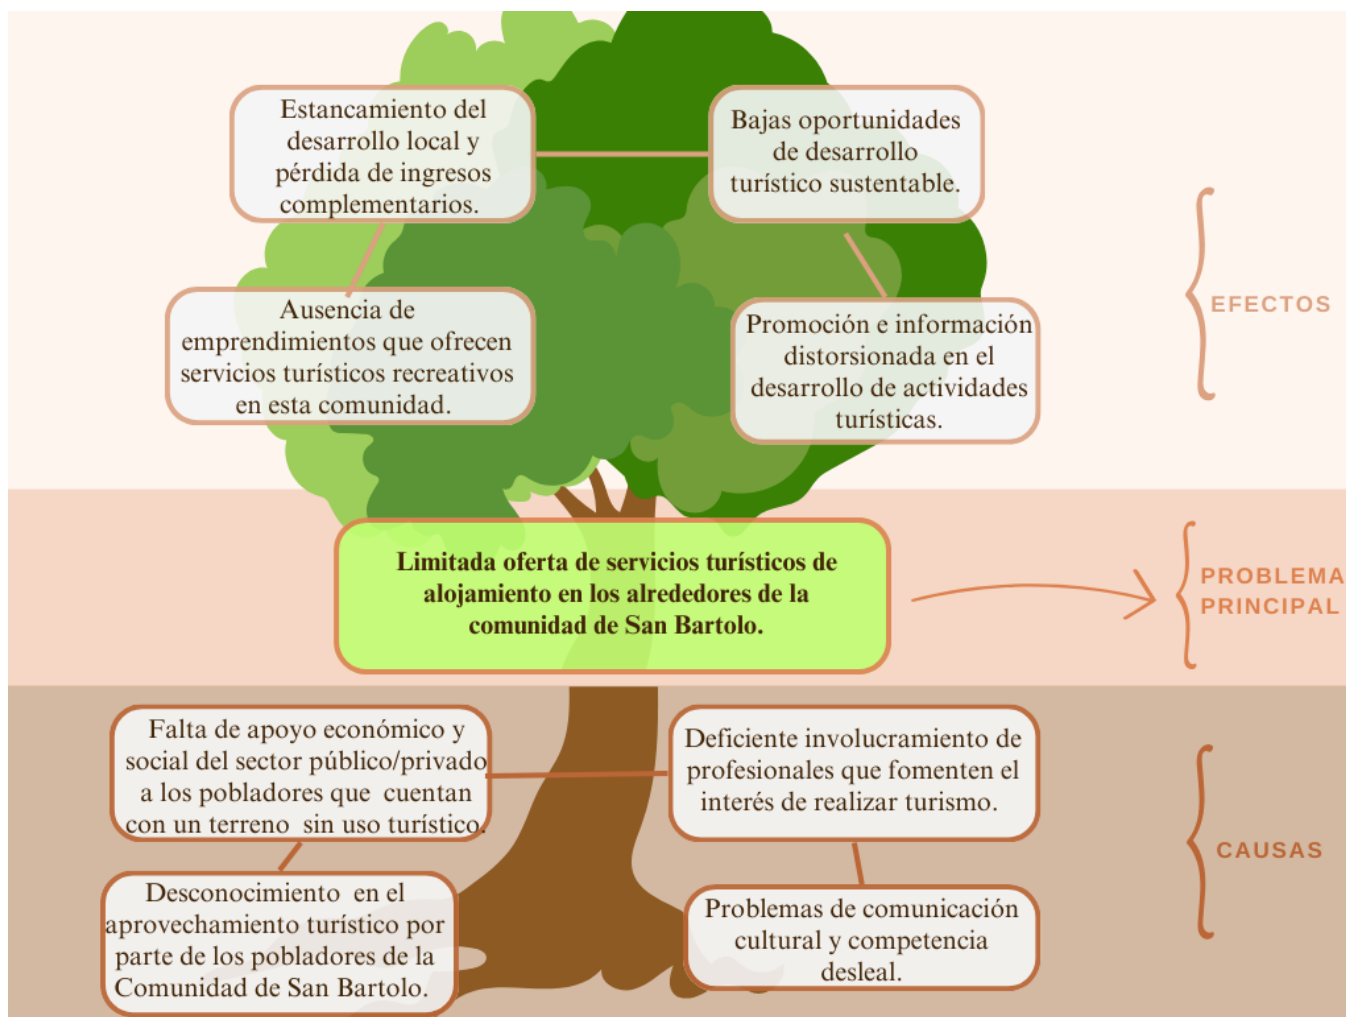 Estancamiento del
desarrollo local y
pérdida de ingresos
complementarios.
Bajas oportunidades
de desarrollo
turístico sustentable.
Ausencia de
emprendimientos que ofrecen
servicios turísticos recreativos
en esta comunidad.
Promoción e información
distorsionada en el
desarrollo de actividades
turísticas.
EFECTOS
Limitada oferta de servicios turísticos de
alojamiento en los alrededores de la
comunidad de San Bartolo.
PROBLEMA
PRINCIPAL
Falta de apoyo económico y
social del sector público/privado
a los pobladores que cuentan
con un terreno sin uso turístico.
Deficiente involucramiento de
profesionales que fomenten el
interés de realizar turismo.
Desconocimiento en el
aprovechamiento turístico por
parte de los pobladores de la
Comunidad de San Bartolo.
Problemas de comunicación
cultural y competencia
desleal.
CAUSAS